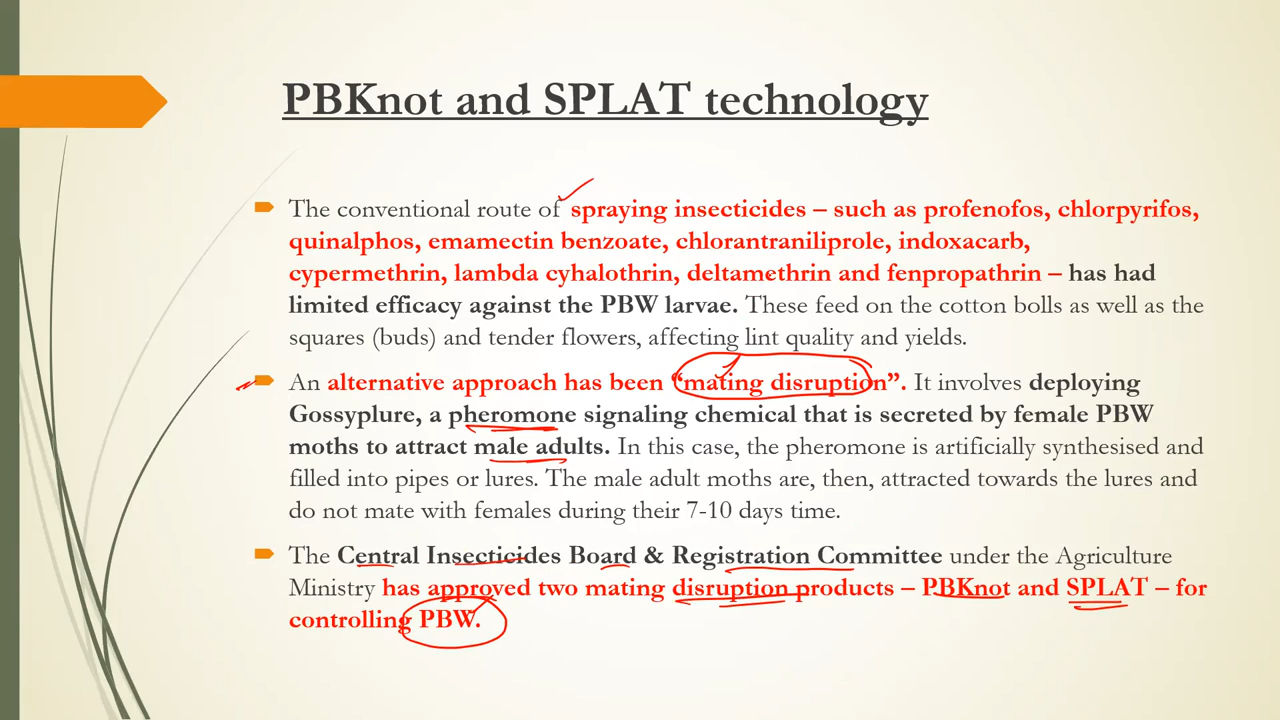 PBKnot and SPLAT technology
The conventional route of spraying insecticides – such as profenofos, chlorpyrifos,
quinalphos, emamectin benzoate, chlorantraniliprole, indoxacarb,
cypermethrin, lambda cyhalothrin, deltamethrin and fenpropathrin – has had
limited efficacy against the PBW larvae. These feed on the cotton bolls as well as the
squares (buds) and tender flowers, affecting lint quality and yields.
An alternative approach has been “mating disruption”. It involves deploying
Gossyplure, a pheromone signaling chemical that is secreted by female PBW
moths to attract male adults. In this case, the pheromone is artificially synthesised and
filled into pipes or lures. The male adult moths are, then, attracted towards the lures and
do not mate with females during their 7-10 days time.
The Central Insecticides Board & Registration Committee under the Agriculture
Ministry has approved two mating disruption products – PBKnot and SPLAT – for
controlling PBW.